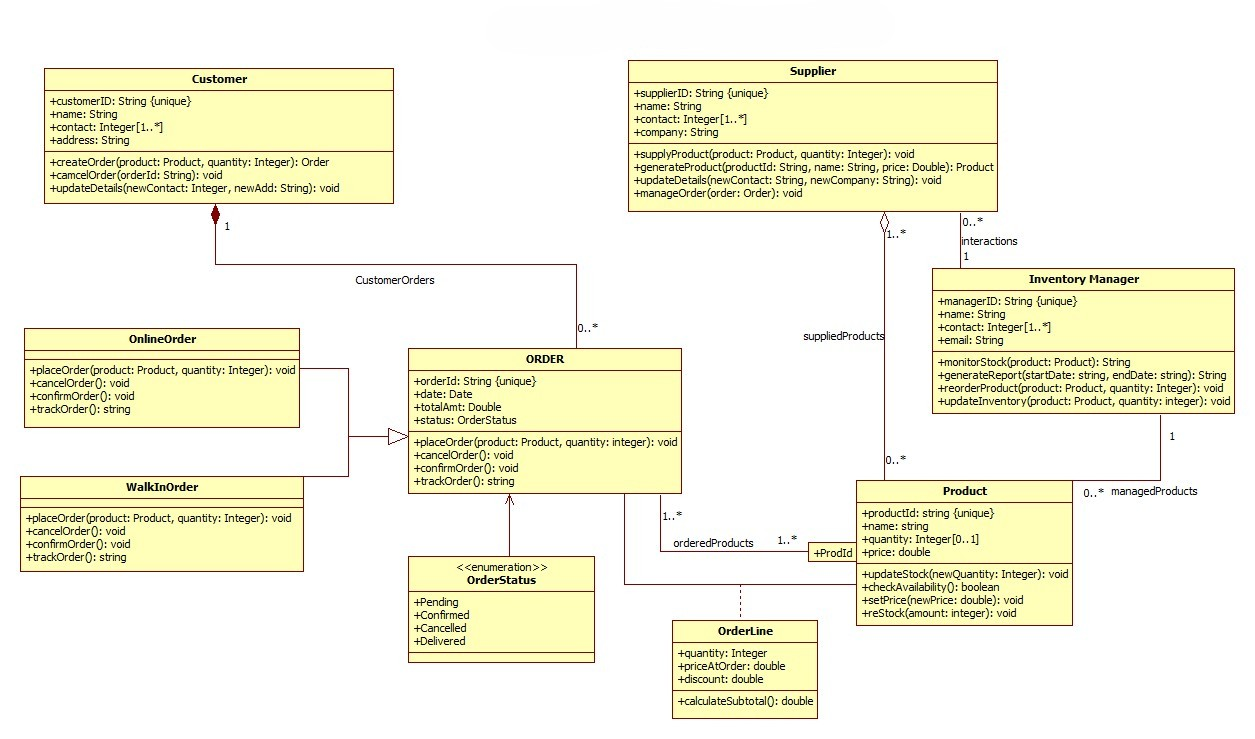 Customer
+customerID: String {unique}
+name: String
+contact: Integer[1..*]
+address: String
+createOrder(product: Product, quantity: Integer): Order
+camcelOrder(orderId: String): void
+updateDetails(newContact: Integer, newAdd: String): void
Supplier
+supplierID: String {unique}
+name: String
+contact: Integer[1..*]
+company: String
+supplyProduct(product: Product, quantity: Integer): void
+generateProduct(productId: String, name: String, price: Double): Product
+updateDetails(newContact: String, newCompany: String): void
+manageOrder(order: Order): void
1
CustomerOrders
0..*
1..*
suppliedProducts
0..*
0..*
interactions
1
Inventory Manager
+managerID: String {unique}
+name: String
+contact: Integer[1..*]
+email: String
+monitorStock(product: Product): String
+generateReport(startDate: string, endDate: string): String
+reorderProduct(product: Product, quantity: Integer): void
+updateInventory(product: Product, quantity: integer): void
1
0..* managedProducts
OnlineOrder
+placeOrder(product: Product, quantity: Integer): void
+cancelOrder(): void
+confirmOrder(): void
+trackOrder(): string
ORDER
+orderId: String {unique}
+date: Date
+totalAmt: Double
+status: OrderStatus
+placeOrder(product: Product, quantity: integer): void
+cancelOrder(): void
+confirmOrder(): void
+trackOrder(): string
WalkInOrder
+placeOrder(product: Product, quantity: Integer): void
+cancelOrder(): void
+confirmOrder(): void
+trackOrder(): string
1..*
orderedProducts
1..*
+ProdId
Product
+productId: string {unique}
+name: string
+quantity: Integer[0..1]
+price: double
+updateStock(newQuantity: Integer): void
+checkAvailability(): boolean
+setPrice(newPrice: double): void
+reStock(amount: integer): void
<<enumeration>>
OrderStatus
+Pending
+Confirmed
+Cancelled
+Delivered
OrderLine
+quantity: Integer
+priceAtOrder: double
+discount: double
+calculateSubtotal(): double